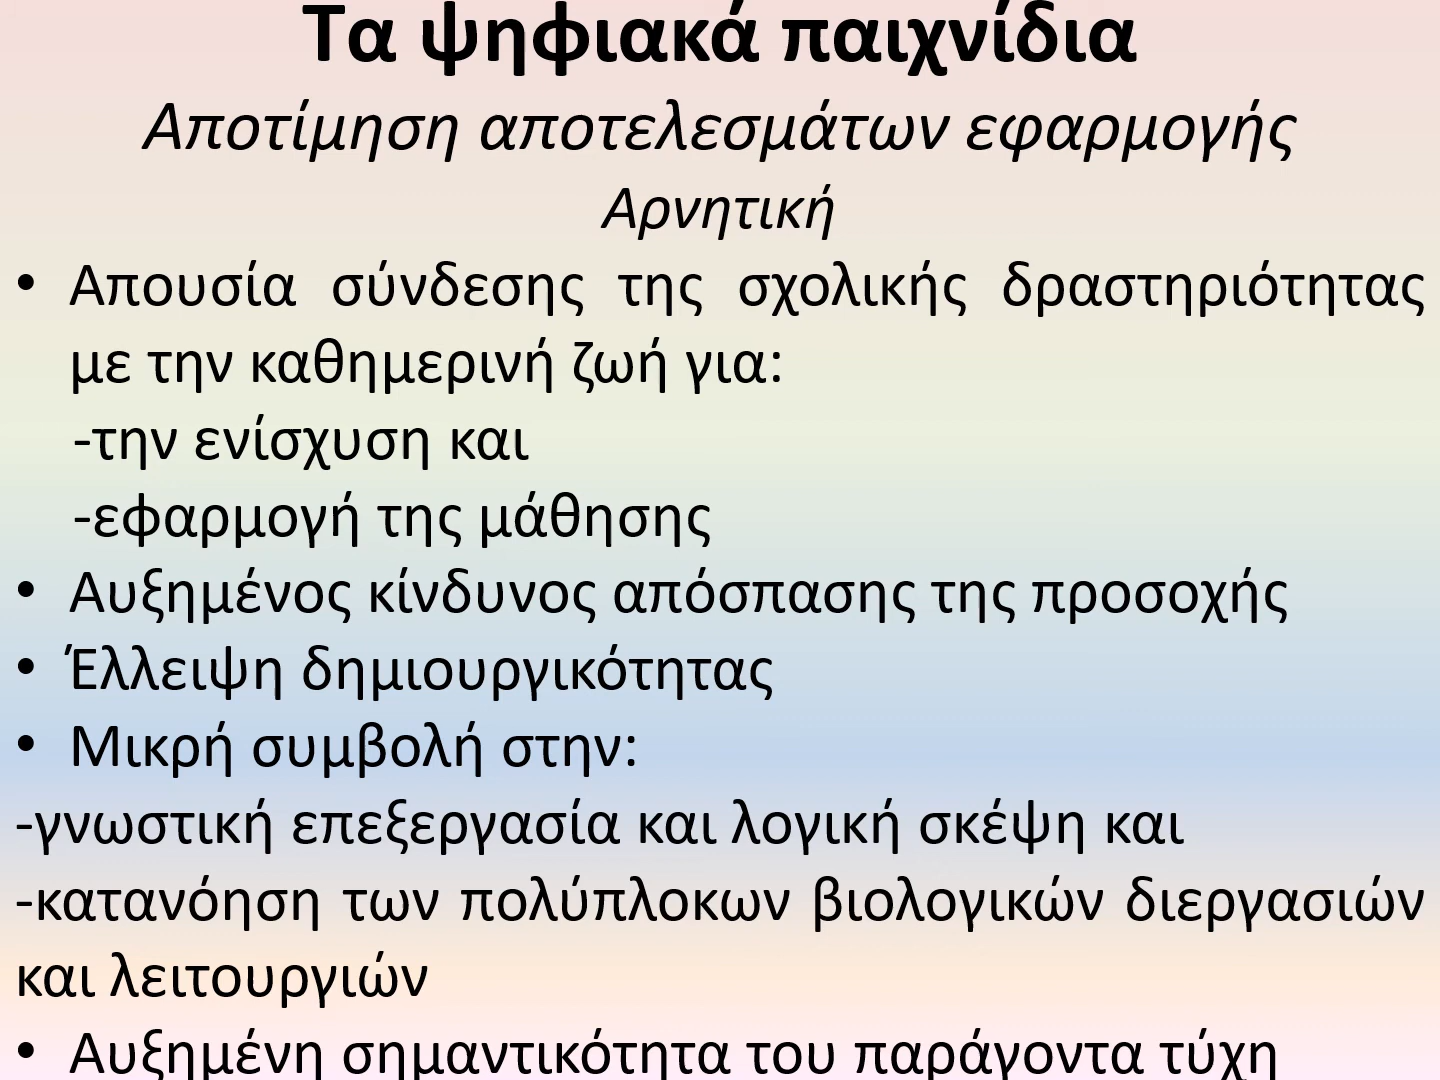 Τα ψηφιακά παιχνίδια
Αποτίμηση αποτελεσμάτων εφαρμογής
Αρνητική
• Απουσία σύνδεσης της σχολικής δραστηριότητας
με την καθημερινή ζωή για:
-την ενίσχυση και
-εφαρμογή της μάθησης
• Αυξημένος κίνδυνος απόσπασης της προσοχής
• Έλλειψη δημιουργικότητας
• Μικρή συμβολή στην:
-γνωστική επεξεργασία και λογική σκέψη και
-κατανόηση των πολύπλοκων βιολογικών διεργασιών
και λειτουργιών
• Αυξημένη σημαντικότητα του παράγοντα τύχη